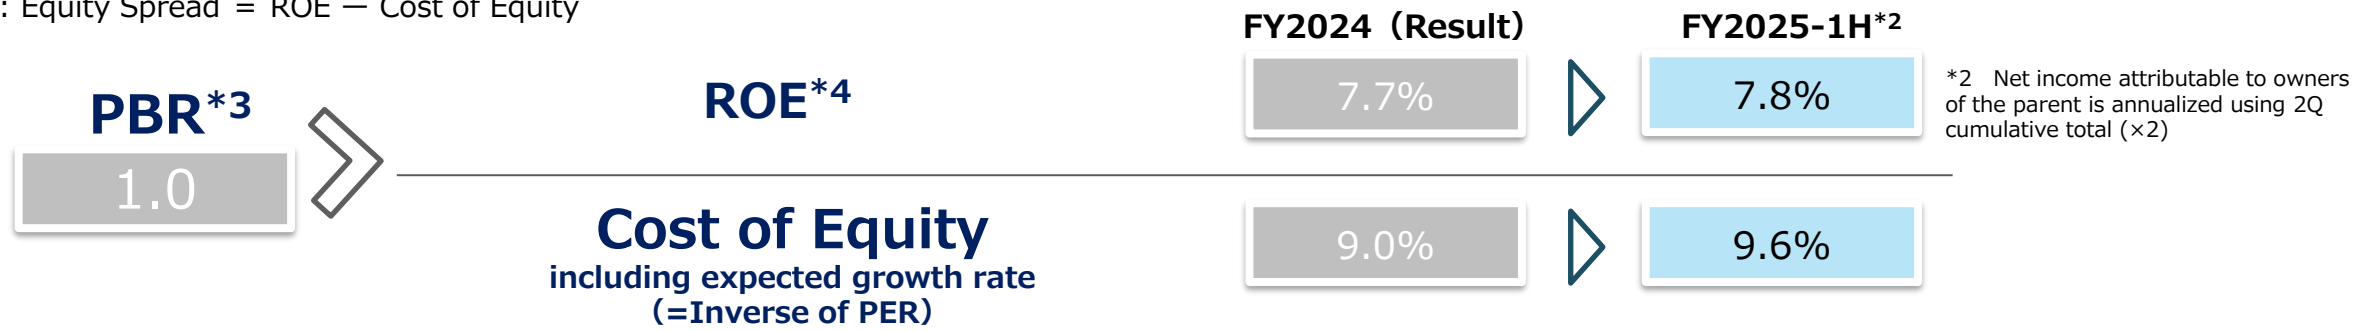 : Equity Spread = ROE － Cost of Equity
FY2024（Result） FY2025-1H*2
PBR*3
ROE*4
7.7%
7.8%
*2 Net income attributable to owners
of the parent is annualized using 2Q
cumulative total (×2)
1.0
Cost of Equity
including expected growth rate
（=Inverse of PER）
9.0%
9.6%